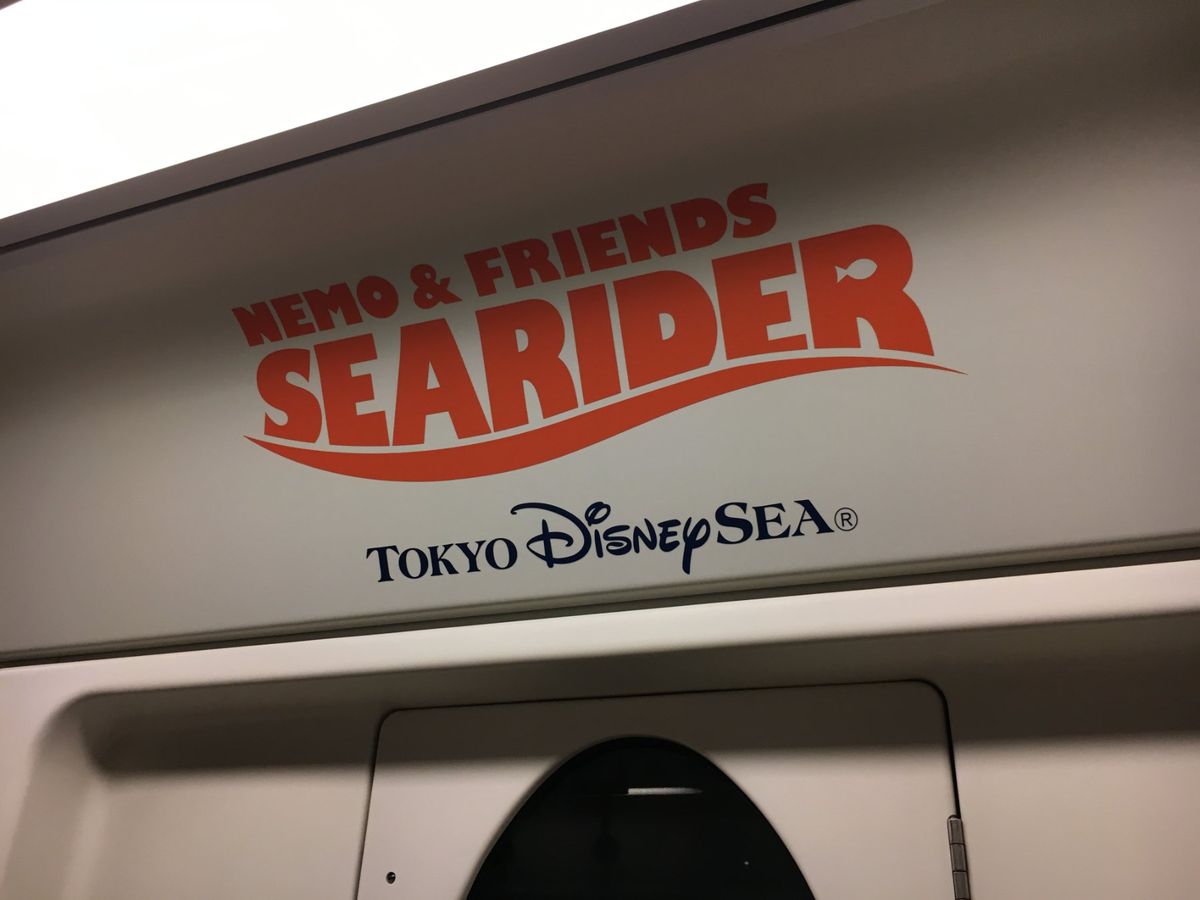 NEMO & FRIENDS
SEARIDER
TOKYO DISNEYSEA®